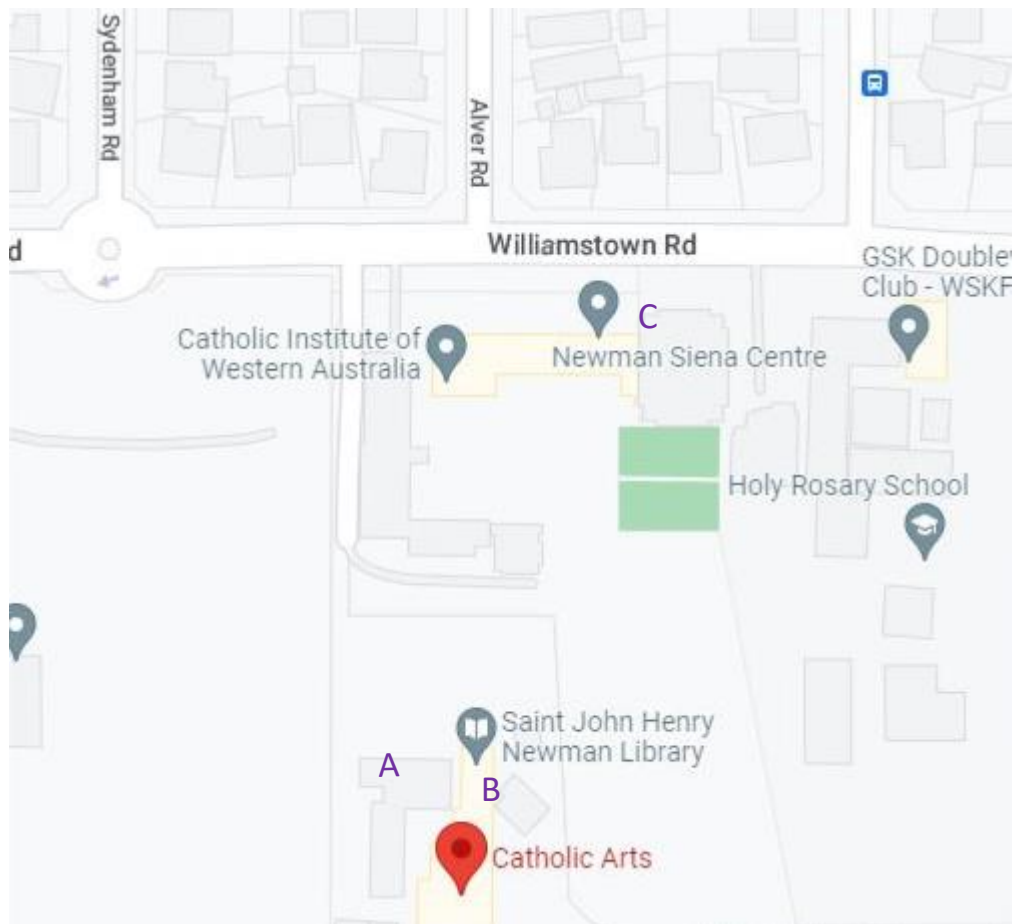 Sydenham Rd
Alver Rd
d
Williamstown Rd
GSK Doublev
Club - WSKF
C
Catholic Institute of
Western Australia
Newman Siena Centre
Holy Rosary School
Saint John Henry
Newman Library
A
B
Catholic Arts